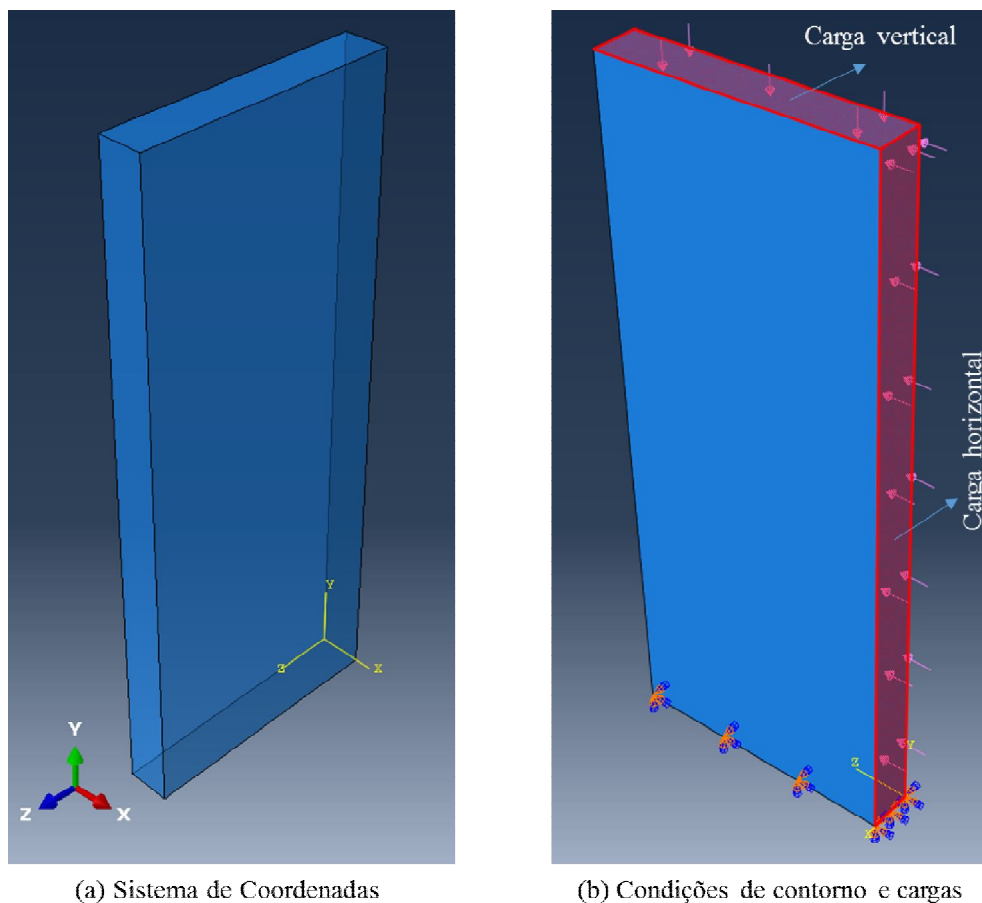 Carga vertical
Carga horizontal
Y
Z
X
Y
Z
X
Y
Z
X
(a) Sistema de Coordenadas
(b) Condições de contorno e cargas